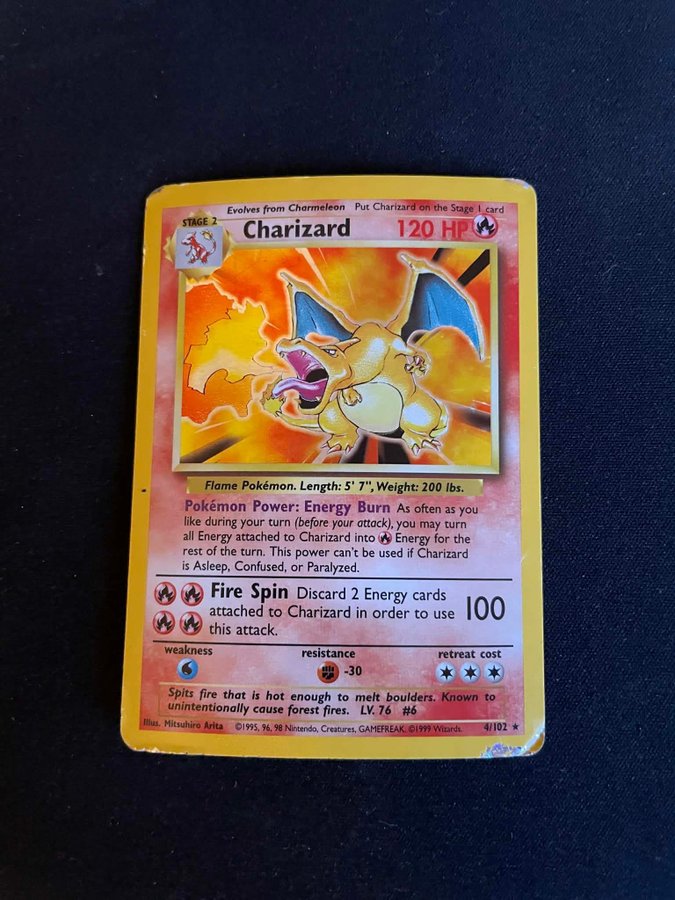 Evolves from Charmeleon Put Charizard on the Stage 1 card
STAGE 2
Charizard 120 HP
Flame Pokémon. Length: 5' 7", Weight: 200 lbs.
Pokémon Power: Energy Burn As often as you
like during your turn (before your attack), you may turn
all Energy attached to Charizard into Energy for the
rest of the turn. This power can't be used if Charizard
is Asleep, Confused, or Paralyzed.
Fire Spin Discard 2 Energy cards
attached to Charizard in order to use
this attack.
100
weakness resistance retreat cost
-30
Spits fire that is hot enough to melt boulders. Known to
unintentionally cause forest fires. LV. 76 #6
Illus. Mitsuhiro Arita ©1995, 96, 98 Nintendo, Creatures, GAMEFREAK. ©1999 Wizards. 4/102 ★